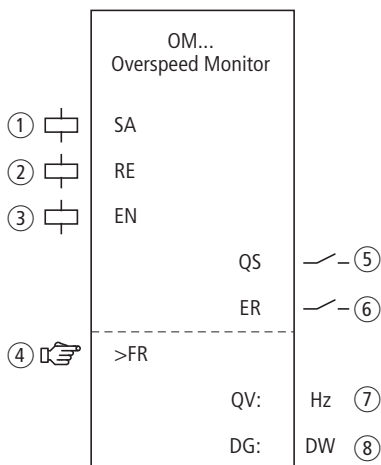 OM...
Overspeed Monitor
1 SA
2 RE
3 EN
QS 5
ER 6
4 >FR
QV: Hz 7
DG: DW 8